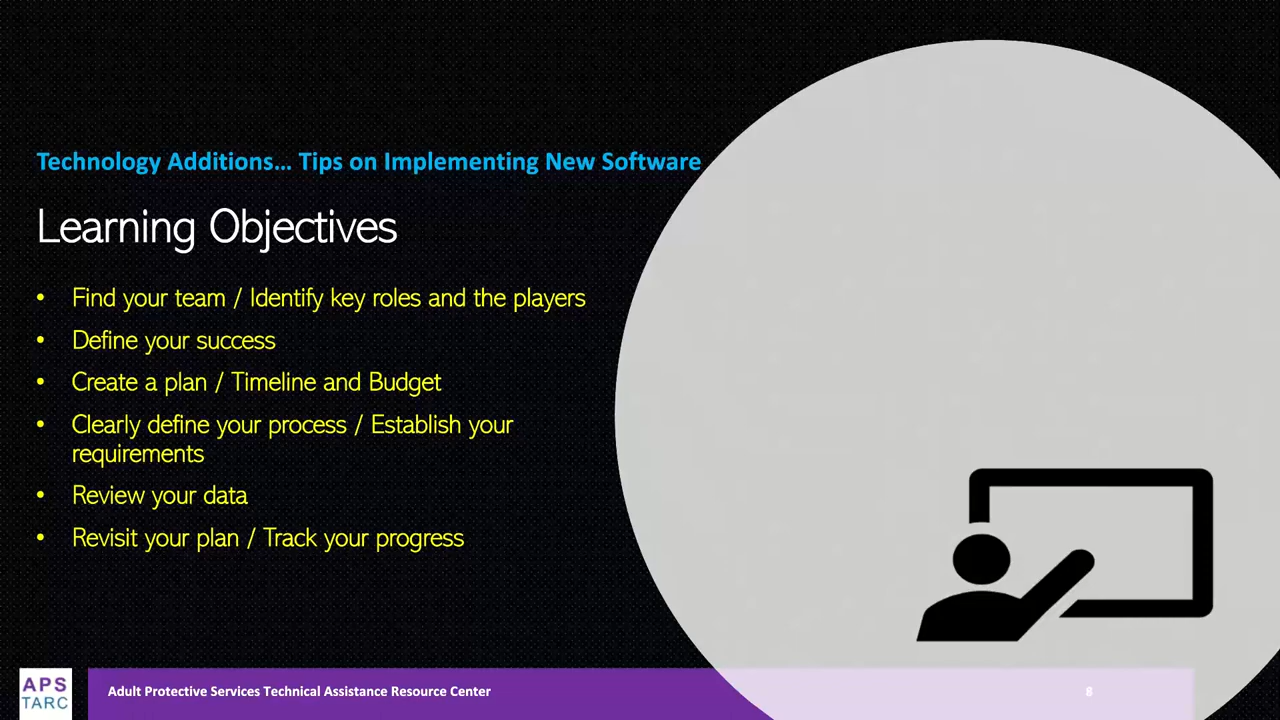 Technology Additions... Tips on Implementing New Software
Learning Objectives
• Find your team / Identify key roles and the players
• Define your success
• Create a plan / Timeline and Budget
• Clearly define your process / Establish your
requirements
• Review your data
• Revisit your plan / Track your progress
APS
TARC
Adult Protective Services Technical Assistance Resource Center
8